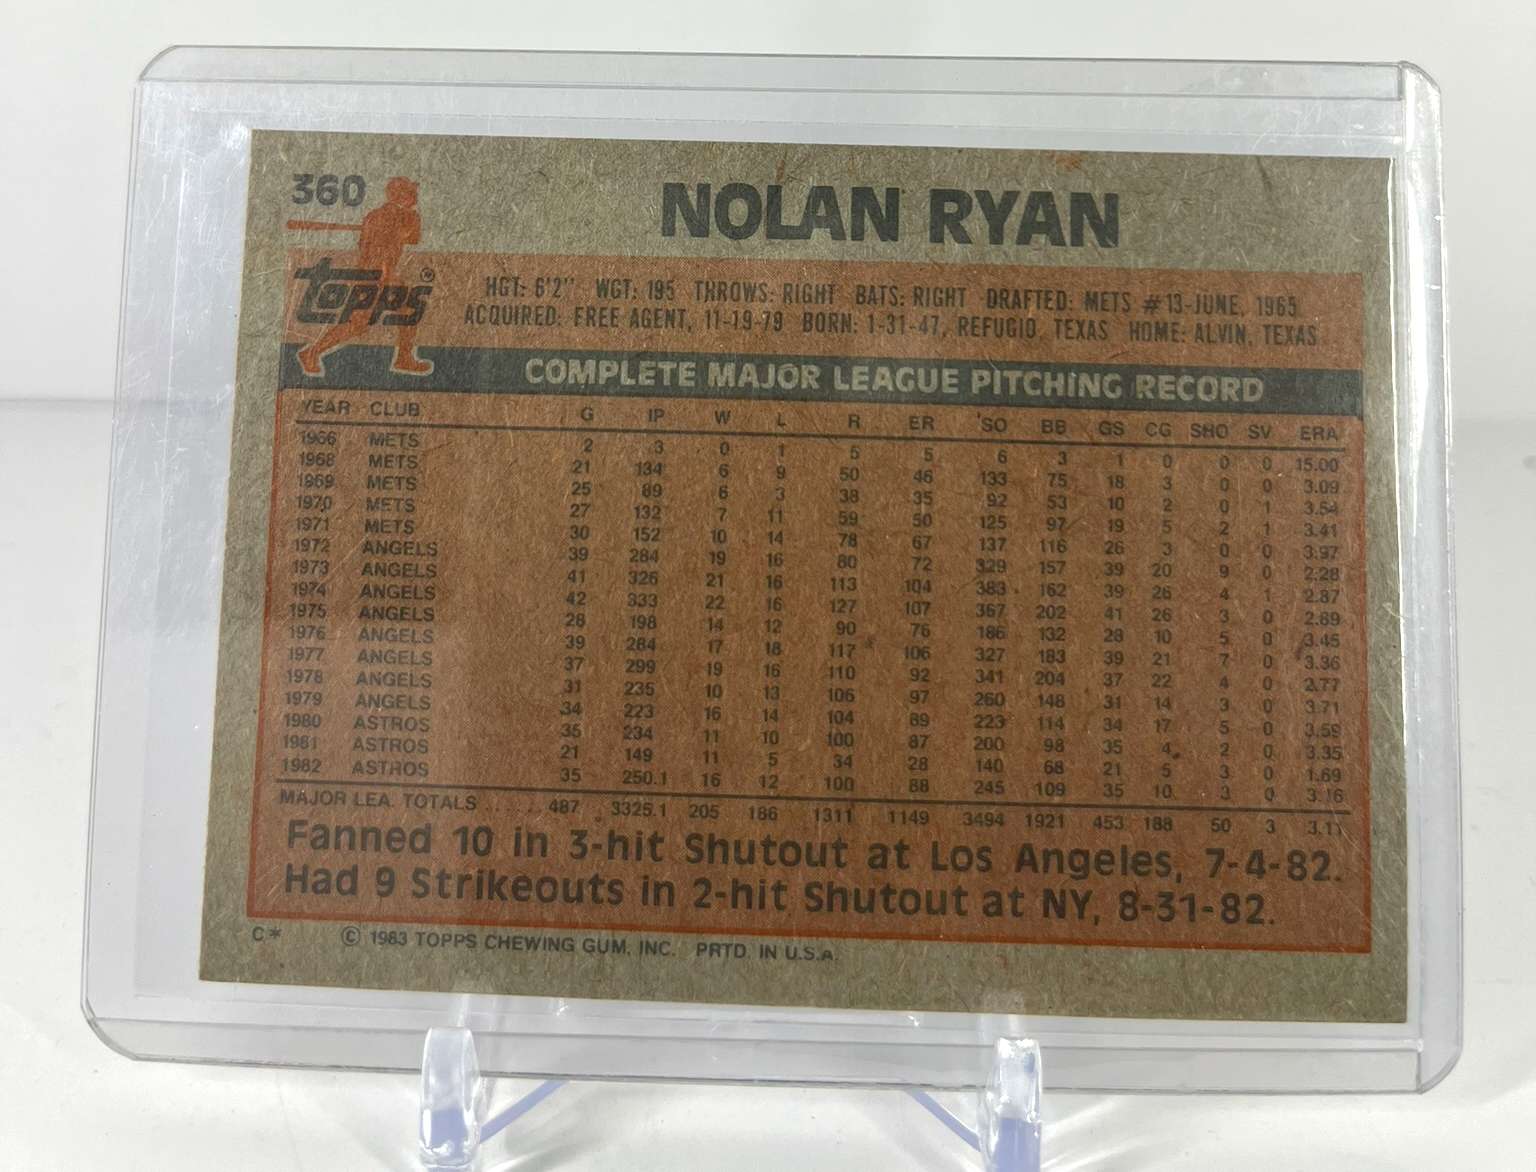 360
NOLAN RYAN
topps
HGT: 6'2" WGT: 195 THROWS: RIGHT BATS: RIGHT DRAFTED: METS #13-JUNE, 1965
ACQUIRED: FREE AGENT, 11-19-79 BORN: 1-31-47, REFUGIO, TEXAS HOME: ALVIN, TEXAS
COMPLETE MAJOR LEAGUE PITCHING RECORD
YEAR CLUB G IP W L R ER SO BB GS CG SHO SV ERA
1966 METS 2 3 0 1 5 5 6 3 1 0 0 0 15.00
1968 METS 21 134 6 9 50 46 133 75 18 3 0 0 3.09
1969 METS 25 89 6 3 38 35 92 53 10 2 0 1 3.54
1970 METS 27 132 7 11 59 50 125 97 19 5 2 1 3.41
1971 METS 30 152 10 14 78 67 137 116 26 3 0 0 3.97
1972 ANGELS 39 284 19 16 80 72 329 157 39 20 9 0 2.28
1973 ANGELS 41 326 21 16 113 104 383 162 39 26 4 1 2.87
1974 ANGELS 42 333 22 16 127 107 367 202 41 26 3 0 2.89
1975 ANGELS 28 198 14 12 90 76 186 132 28 10 5 0 3.45
1976 ANGELS 39 284 17 18 117 106 327 183 39 21 7 0 3.36
1977 ANGELS 37 299 19 16 110 92 341 204 37 22 4 0 2.77
1978 ANGELS 31 235 10 13 106 97 260 148 31 14 3 0 3.71
1979 ANGELS 34 223 16 14 104 89 223 114 34 17 5 0 3.59
1980 ASTROS 35 234 11 10 100 87 200 98 35 4 2 0 3.35
1981 ASTROS 21 149 11 5 34 28 140 68 21 5 3 0 1.69
1982 ASTROS 35 250.1 16 12 100 88 245 109 35 10 3 0 3.16
MAJOR LEA. TOTALS ...... 487 3325.1 205 186 1311 1149 3494 1921 453 188 50 3 3.11
Fanned 10 in 3-hit Shutout at Los Angeles, 7-4-82.
Had 9 Strikeouts in 2-hit Shutout at NY, 8-31-82.
C* © 1983 TOPPS CHEWING GUM, INC. PRTD. IN U.S.A.